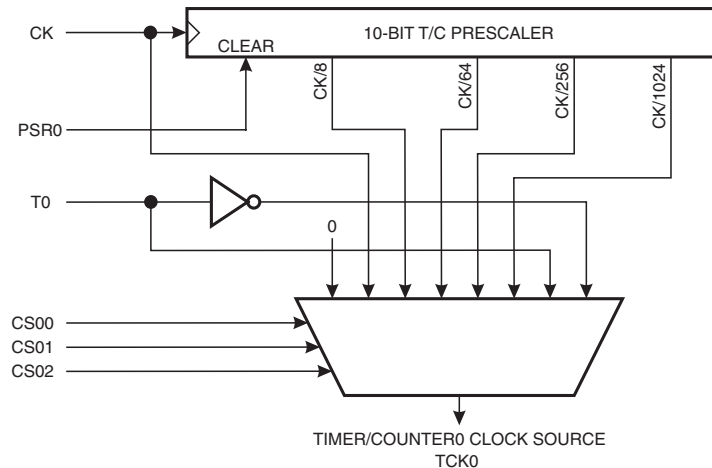 CK
10-BIT T/C PRESCALER
CLEAR
CK/8
CK/64
CK/256
CK/1024
PSR0
T0
0
CS00
CS01
CS02
TIMER/COUNTER0 CLOCK SOURCE
TCK0